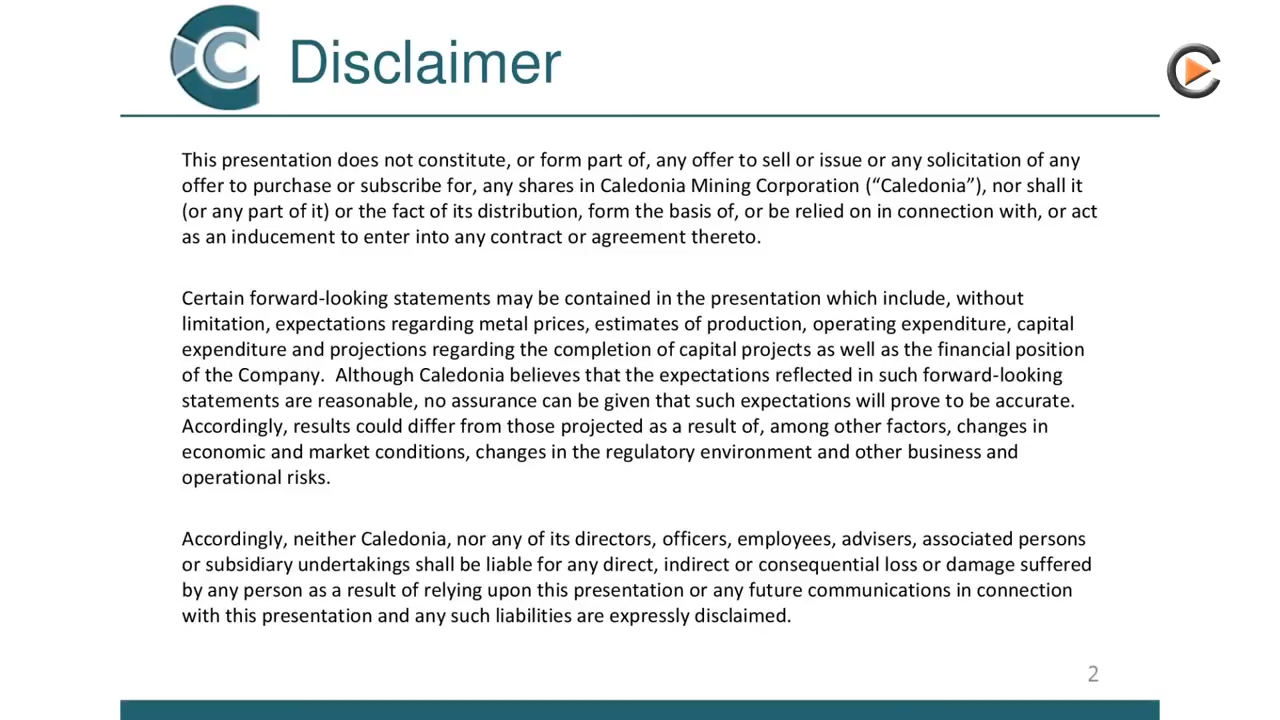 Disclaimer
This presentation does not constitute, or form part of, any offer to sell or issue or any solicitation of any
offer to purchase or subscribe for, any shares in Caledonia Mining Corporation (“Caledonia”), nor shall it
(or any part of it) or the fact of its distribution, form the basis of, or be relied on in connection with, or act
as an inducement to enter into any contract or agreement thereto.
Certain forward-looking statements may be contained in the presentation which include, without
limitation, expectations regarding metal prices, estimates of production, operating expenditure, capital
expenditure and projections regarding the completion of capital projects as well as the financial position
of the Company.  Although Caledonia believes that the expectations reflected in such forward-looking
statements are reasonable, no assurance can be given that such expectations will prove to be accurate.
Accordingly, results could differ from those projected as a result of, among other factors, changes in
economic and market conditions, changes in the regulatory environment and other business and
operational risks.
Accordingly, neither Caledonia, nor any of its directors, officers, employees, advisers, associated persons
or subsidiary undertakings shall be liable for any direct, indirect or consequential loss or damage suffered
by any person as a result of relying upon this presentation or any future communications in connection
with this presentation and any such liabilities are expressly disclaimed.
2